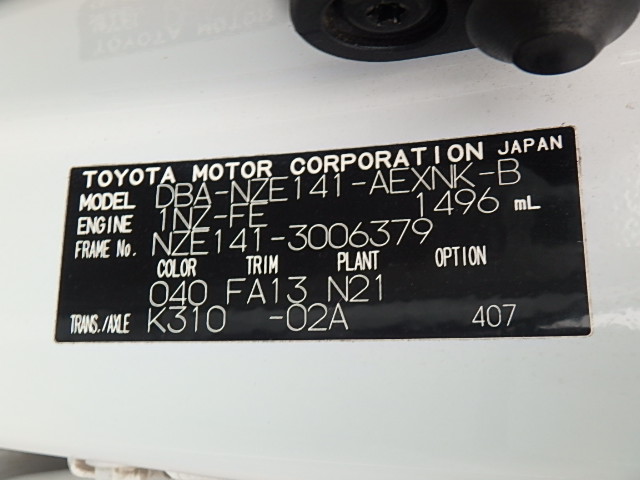 TOYOTA MOTOR CORPORATION JAPAN
MODEL DBA-NZE141-AEXNK-B
ENGINE 1NZ-FE 1496 mL
FRAME No. NZE141-3006379
COLOR TRIM PLANT OPTION
040 FA13 N21
TRANS./AXLE K310 -02A 407